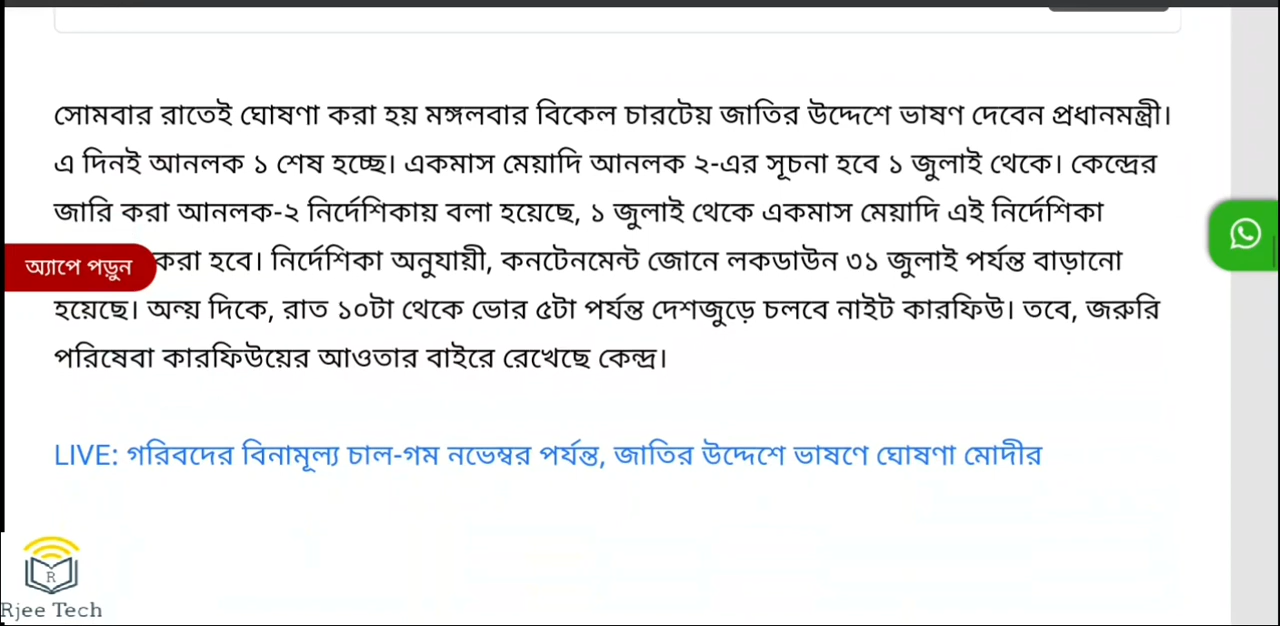 সোমবার রাতেই ঘোষণা করা হয় মঙ্গলবার বিকেল চারটেয় জাতির উদ্দেশে ভাষণ দেবেন প্রধানমন্ত্রী।
এ দিনই আনলক ১ শেষ হচ্ছে। একমাস মেয়াদি আনলক ২-এর সূচনা হবে ১ জুলাই থেকে। কেন্দ্রের
জারি করা আনলক-২ নির্দেশিকায় বলা হয়েছে, ১ জুলাই থেকে একমাস মেয়াদি এই নির্দেশিকা
অ্যাপে পড়ুন করা হবে। নির্দেশিকা অনুযায়ী, কনটেনমেন্ট জোনে লকডাউন ৩১ জুলাই পর্যন্ত বাড়ানো
হয়েছে। অন্য দিকে, রাত ১০টা থেকে ভোর ৫টা পর্যন্ত দেশজুড়ে চলবে নাইট কারফিউ। তবে, জরুরি
পরিষেবা কারফিউয়ের আওতার বাইরে রেখেছে কেন্দ্র।
LIVE: গরিবদের বিনামূল্য চাল-গম নভেম্বর পর্যন্ত, জাতির উদ্দেশে ভাষণে ঘোষণা মোদীর
R
Rjee Tech